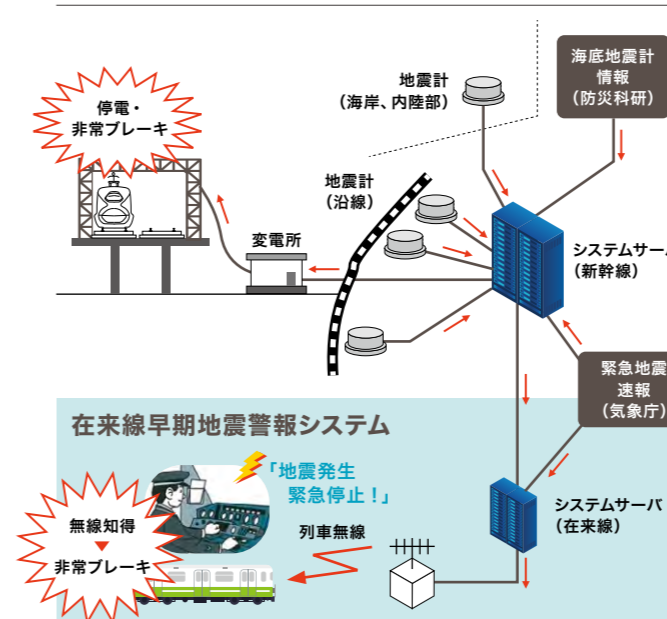 停電・
非常ブレーキ
地震計
（海岸、内陸部）
海底地震計
情報
（防災科研）
地震計
（沿線）
変電所
システムサーバ
（新幹線）
緊急地震
速報
（気象庁）
在来線早期地震警報システム
「地震発生
緊急停止！」
無線知得
▼
非常ブレーキ
列車無線
システムサーバ
（在来線）